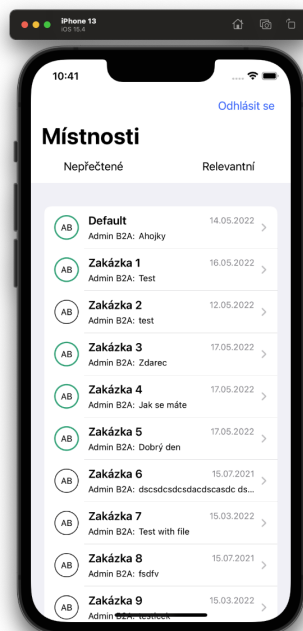 iPhone 13
iOS 15.4
10:41
Odhlásit se
Místnosti
Nepřečtené Relevantní
AB Default 14.05.2022
Admin B2A: Ahojky
AB Zakázka 1 16.05.2022
Admin B2A: Test
AB Zakázka 2 12.05.2022
Admin B2A: test
AB Zakázka 3 17.05.2022
Admin B2A: Zdarec
AB Zakázka 4 17.05.2022
Admin B2A: Jak se máte
AB Zakázka 5 17.05.2022
Admin B2A: Dobrý den
AB Zakázka 6 15.07.2021
Admin B2A: dscsdcsdcsdacdscasdc ds...
AB Zakázka 7 15.03.2022
Admin B2A: Test with file
AB Zakázka 8 15.07.2021
Admin B2A: fsdfv
AB Zakázka 9 15.03.2022
Admin B2A: